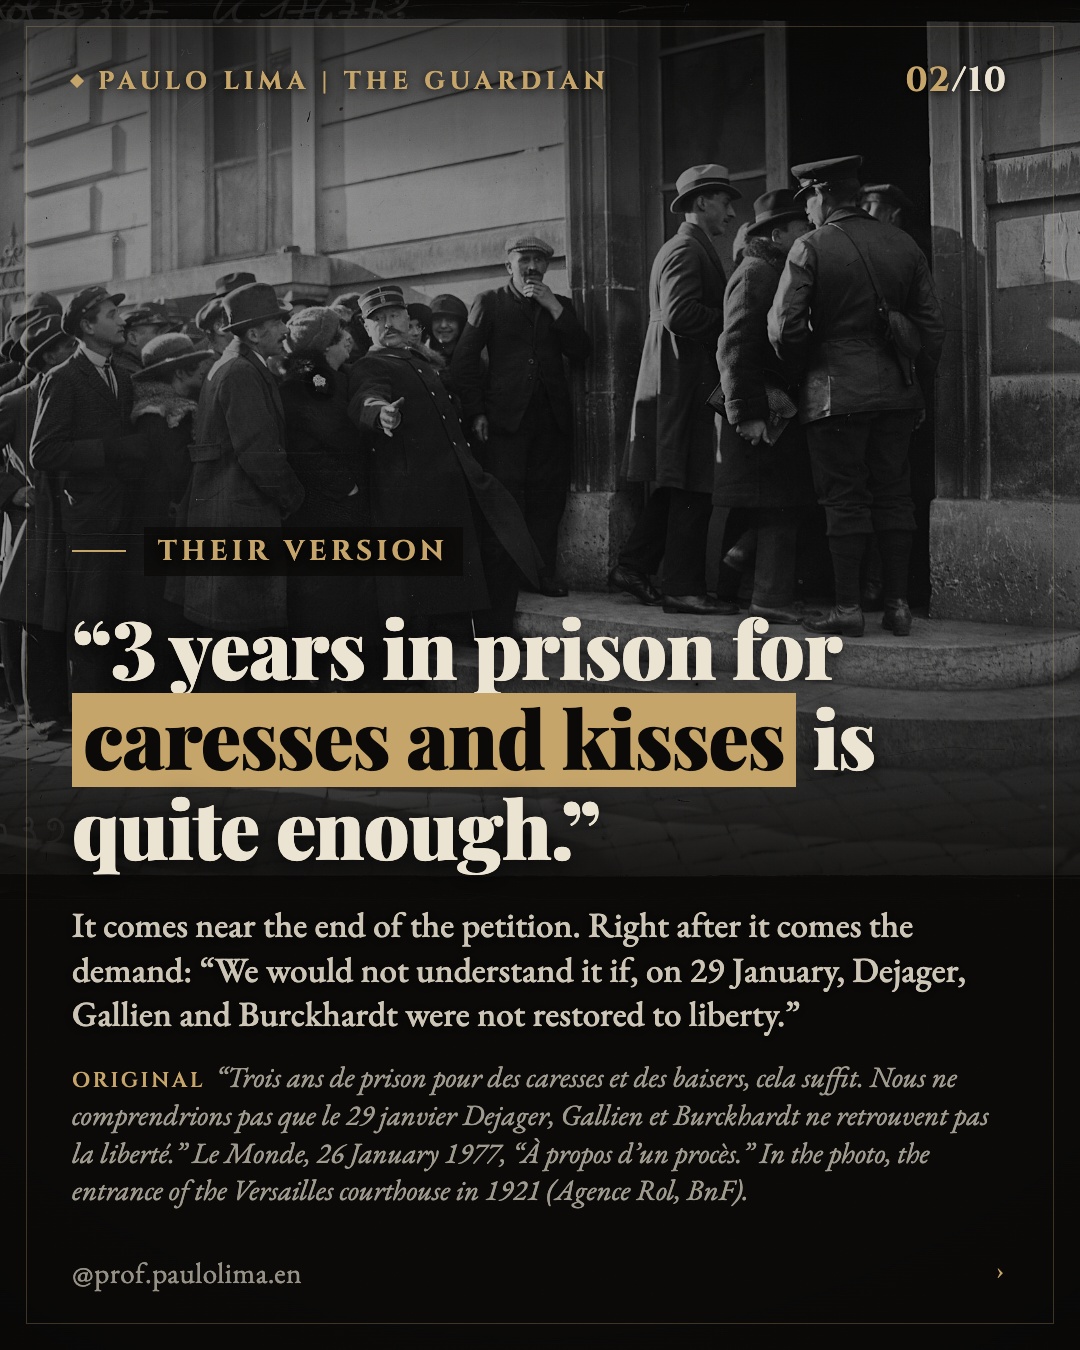 ◆ PAULO LIMA | THE GUARDIAN
02/10
THEIR VERSION
“3 years in prison for
caresses and kisses is
quite enough.”
It comes near the end of the petition. Right after it comes the
demand: “We would not understand it if, on 29 January, Dejager,
Gallien and Burckhardt were not restored to liberty.”
ORIGINAL “Trois ans de prison pour des caresses et des baisers, cela suffit. Nous ne
comprendrions pas que le 29 janvier Dejager, Gallien et Burckhardt ne retrouvent pas
la liberté.” Le Monde, 26 January 1977, “À propos d’un procès.” In the photo, the
entrance of the Versailles courthouse in 1921 (Agence Rol, BnF).
@prof.paulolima.en
›